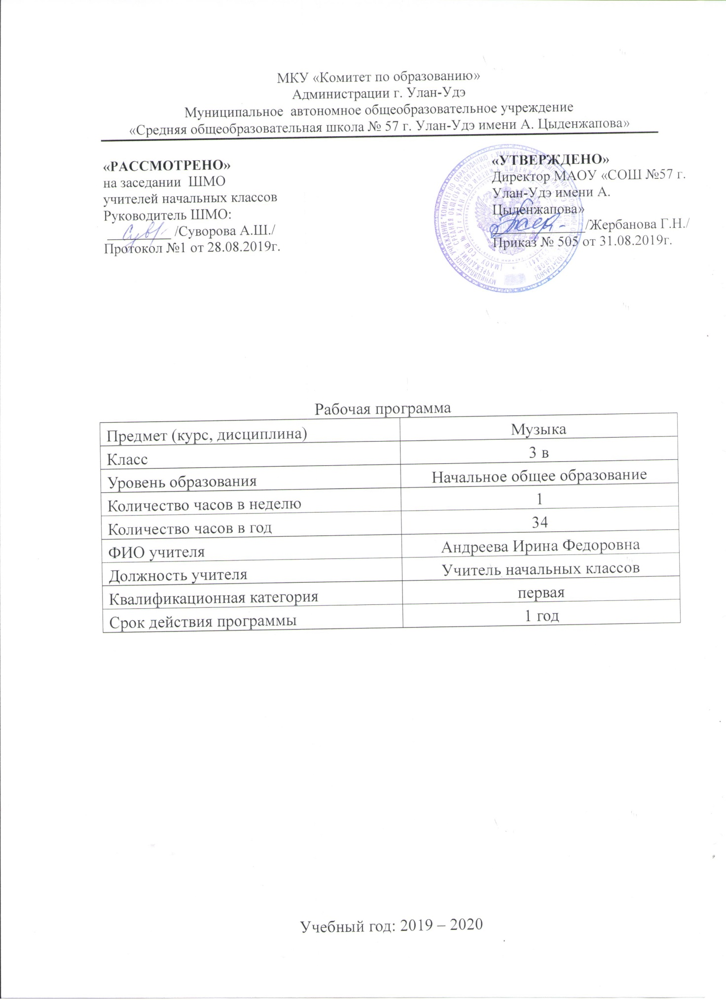 МКУ «Комитет по образованию»
Администрации г. Улан-Удэ
Муниципальное  автономное общеобразовательное учреждение
«Средняя общеобразовательная школа № 57 г. Улан-Удэ имени А. Цыденжапова»
«РАССМОТРЕНО»
на заседании  ШМО
учителей начальных классов
Руководитель ШМО:
/Суворова А.Ш./
Протокол №1 от 28.08.2019г.
«УТВЕРЖДЕНО»
Директор МАОУ «СОШ №57 г.
Улан-Удэ имени А.
Цыденжапова»
/Жербанова Г.Н./
Приказ № 505 от 31.08.2019г.
Рабочая программа
Предмет (курс, дисциплина) Музыка
Класс 3 в
Уровень образования Начальное общее образование
Количество часов в неделю 1
Количество часов в год 34
ФИО учителя Андреева Ирина Федоровна
Должность учителя Учитель начальных классов
Квалификационная категория первая
Срок действия программы 1 год
Учебный год: 2019 – 2020